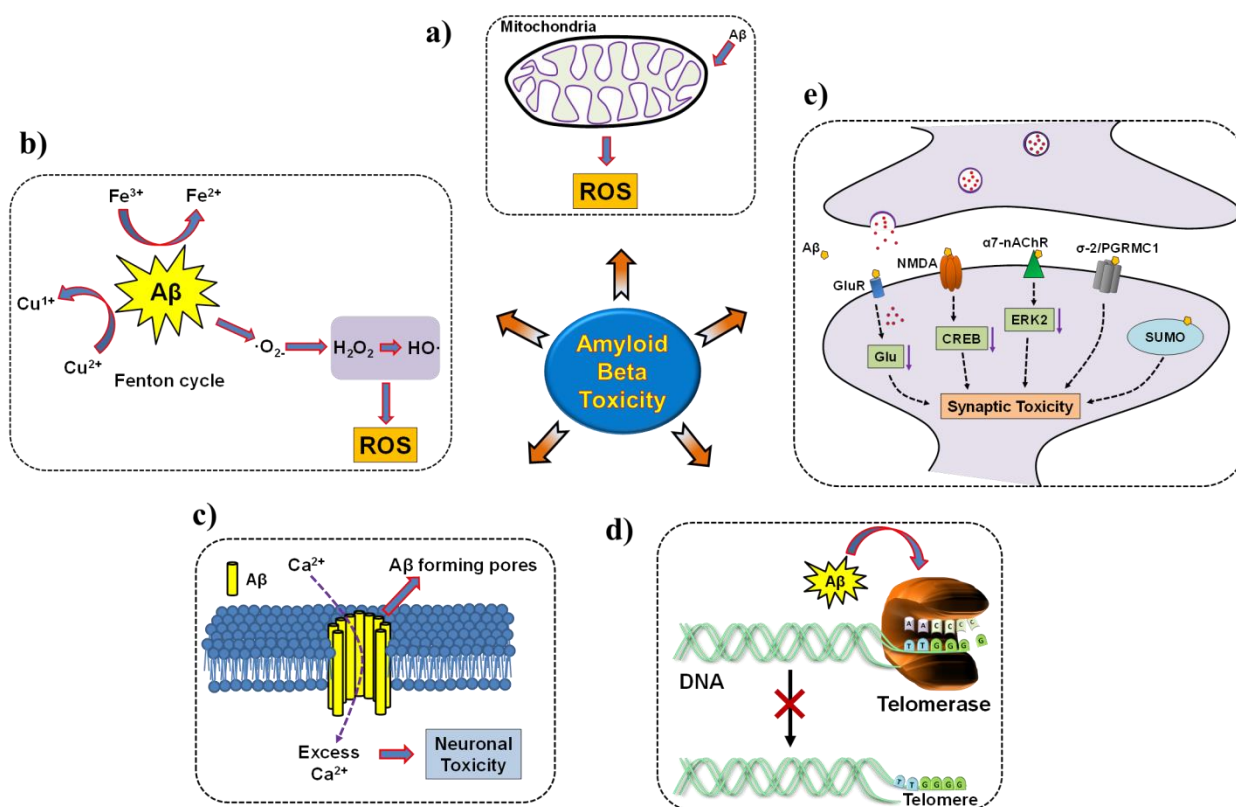 a)
Mitochondria
Aβ
ROS
b)
Fe³⁺
Fe²⁺
Aβ
Cu¹⁺
Cu²⁺
Fenton cycle
·O₂-
H₂O₂
HO·
ROS
Amyloid
Beta
Toxicity
e)
Aβ
GluR
NMDA
α7-nAChR
σ-2/PGRMC1
Glu
CREB
ERK2
SUMO
Synaptic Toxicity
c)
Aβ
Ca²⁺
Aβ forming pores
Excess
Ca²⁺
Neuronal
Toxicity
d)
Aβ
A A C C C C
T T G G G G
DNA
Telomerase
T T G G G G
Telomere